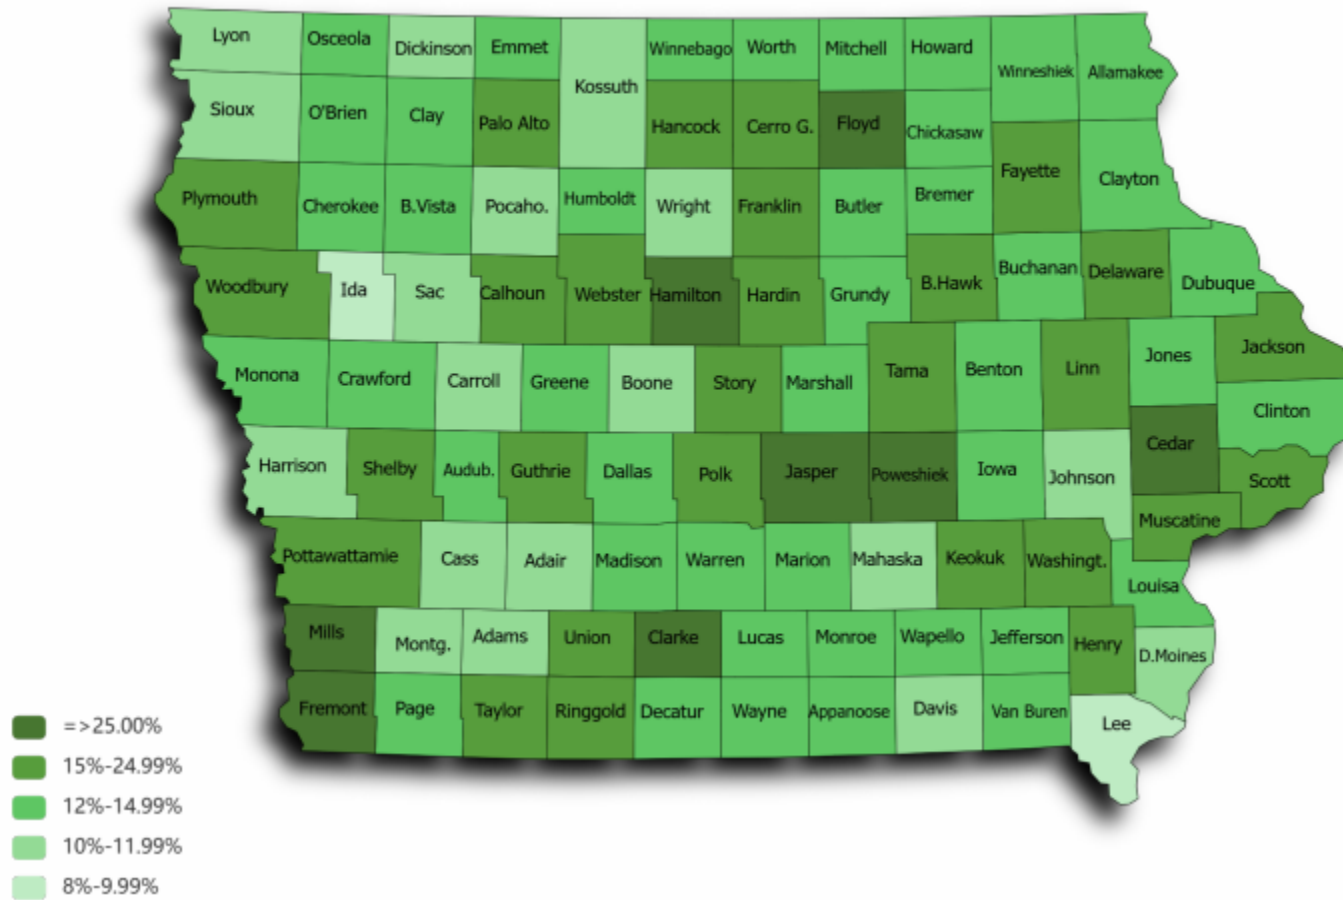 Lyon
Osceola
Dickinson
Emmet
Kossuth
Winnebago
Worth
Mitchell
Howard
Winneshiek
Allamakee
Sioux
O'Brien
Clay
Palo Alto
Hancock
Cerro G.
Floyd
Chickasaw
Fayette
Clayton
Plymouth
Cherokee
B.Vista
Pocaho.
Humboldt
Wright
Franklin
Butler
Bremer
Woodbury
Ida
Sac
Calhoun
Webster
Hamilton
Hardin
Grundy
B.Hawk
Buchanan
Delaware
Dubuque
Monona
Crawford
Carroll
Greene
Boone
Story
Marshall
Tama
Benton
Linn
Jones
Jackson
Clinton
Harrison
Shelby
Audub.
Guthrie
Dallas
Polk
Jasper
Poweshiek
Iowa
Johnson
Cedar
Scott
Muscatine
Pottawattamie
Cass
Adair
Madison
Warren
Marion
Mahaska
Keokuk
Washingt.
Louisa
Mills
Montg.
Adams
Union
Clarke
Lucas
Monroe
Wapello
Jefferson
Henry
D.Moines
Fremont
Page
Taylor
Ringgold
Decatur
Wayne
Appanoose
Davis
Van Buren
Lee
=>25.00%
15%-24.99%
12%-14.99%
10%-11.99%
8%-9.99%